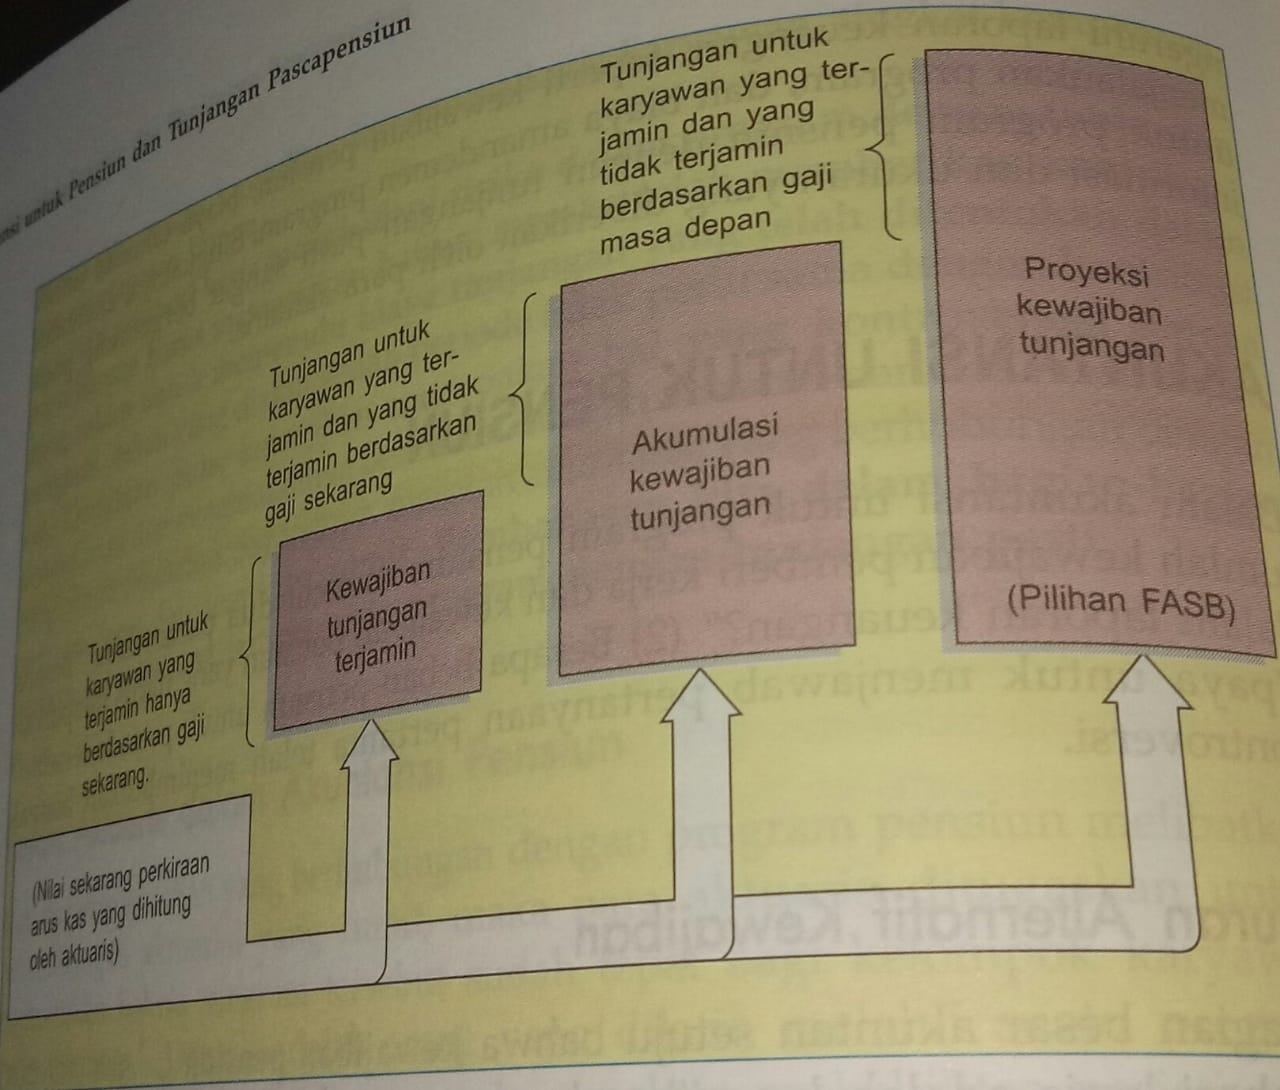 untuk Pensiun dan Tunjangan Pascapensiun
Tunjangan untuk
karyawan yang ter-
jamin dan yang
tidak terjamin
berdasarkan gaji
masa depan
Proyeksi
kewajiban
tunjangan
(Pilihan FASB)
Tunjangan untuk
karyawan yang ter-
jamin dan yang tidak
terjamin berdasarkan
gaji sekarang
Akumulasi
kewajiban
tunjangan
Tunjangan untuk
karyawan yang
terjamin hanya
berdasarkan gaji
sekarang.
Kewajiban
tunjangan
terjamin
(Nilai sekarang perkiraan
arus kas yang dihitung
oleh aktuaris)